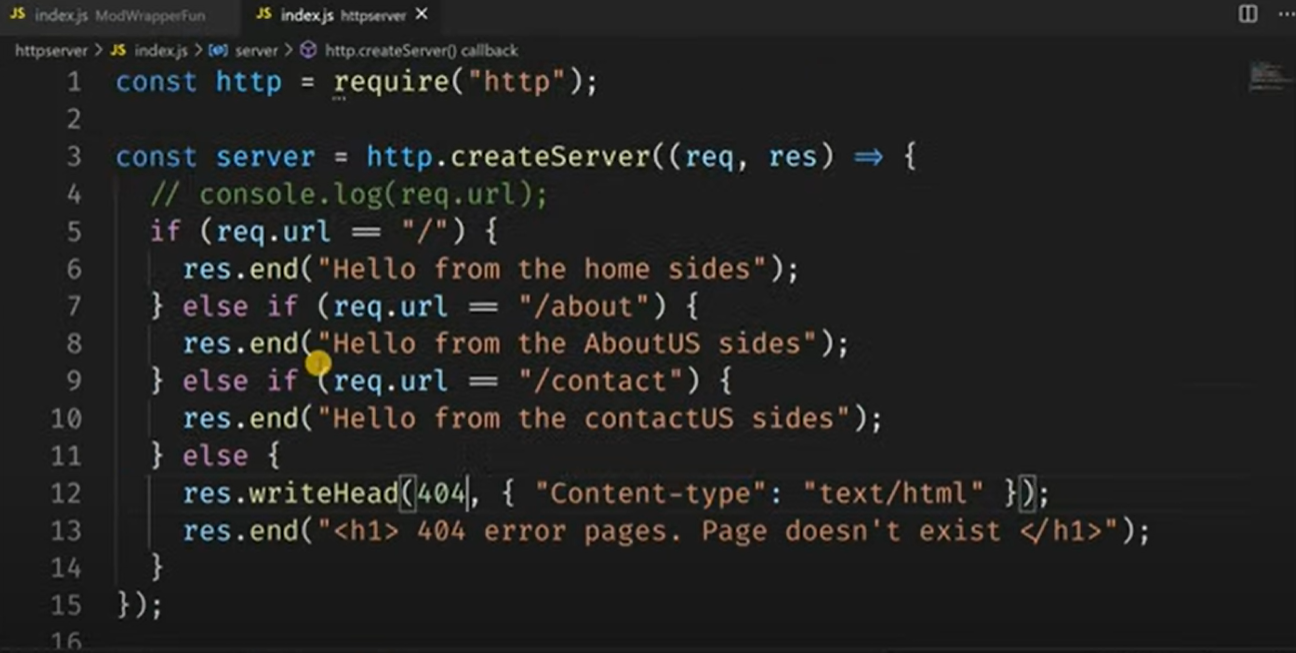 JS index.js ModWrapperFun
JS index.js httpserver ×
httpserver > JS index.js > server > http.createServer() callback
1 const http = require("http");
2
3 const server = http.createServer((req, res) => {
4 // console.log(req.url);
5 if (req.url == "/") {
6 res.end("Hello from the home sides");
7 } else if (req.url == "/about") {
8 res.end("Hello from the AboutUS sides");
9 } else if (req.url == "/contact") {
10 res.end("Hello from the contactUS sides");
11 } else {
12 res.writeHead(404, { "Content-type": "text/html" });
13 res.end("<h1> 404 error pages. Page doesn't exist </h1>");
14 }
15 });
16